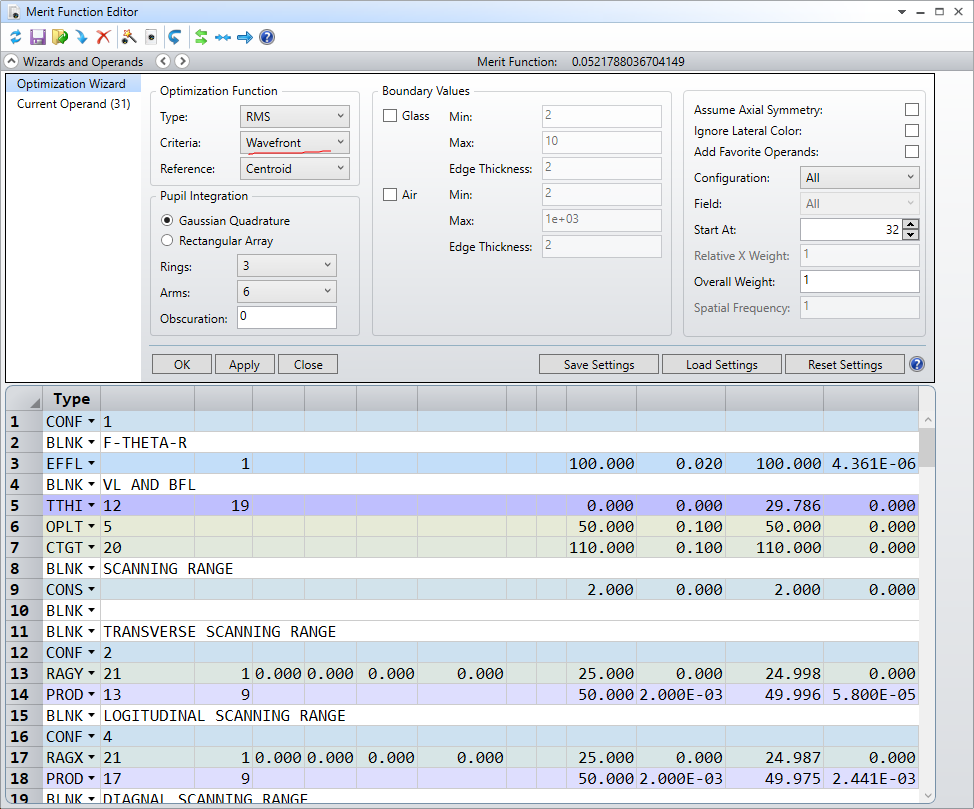 Merit Function Editor
Wizards and Operands Merit Function: 0.0521788036704149
Optimization Wizard
Current Operand (31)
Optimization Function
Type: RMS
Criteria: Wavefront
Reference: Centroid
Pupil Integration
Gaussian Quadrature
Rectangular Array
Rings: 3
Arms: 6
Obscuration: 0
Boundary Values
Glass Min: 2
Max: 10
Edge Thickness: 2
Air Min: 2
Max: 1e+03
Edge Thickness: 2
Assume Axial Symmetry:
Ignore Lateral Color:
Add Favorite Operands:
Configuration: All
Field: All
Start At: 32
Relative X Weight: 1
Overall Weight: 1
Spatial Frequency: 1
OK Apply Close Save Settings Load Settings Reset Settings
Type
1 CONF 1
2 BLNK F-THETA-R
3 EFFL 1 100.000 0.020 100.000 4.361E-06
4 BLNK VL AND BFL
5 TTHI 12 19 0.000 0.000 29.786 0.000
6 OPLT 5 50.000 0.100 50.000 0.000
7 CTGT 20 110.000 0.100 110.000 0.000
8 BLNK SCANNING RANGE
9 CONS 2.000 0.000 2.000 0.000
10 BLNK
11 BLNK TRANSVERSE SCANNING RANGE
12 CONF 2
13 RAGY 21 1 0.000 0.000 0.000 0.000 25.000 0.000 24.998 0.000
14 PROD 13 9 50.000 2.000E-03 49.996 5.800E-05
15 BLNK LOGITUDINAL SCANNING RANGE
16 CONF 4
17 RAGX 21 1 0.000 0.000 0.000 0.000 25.000 0.000 24.987 0.000
18 PROD 17 9 50.000 2.000E-03 49.975 2.441E-03
19 BLNK DIAGNAL SCANNING RANGE